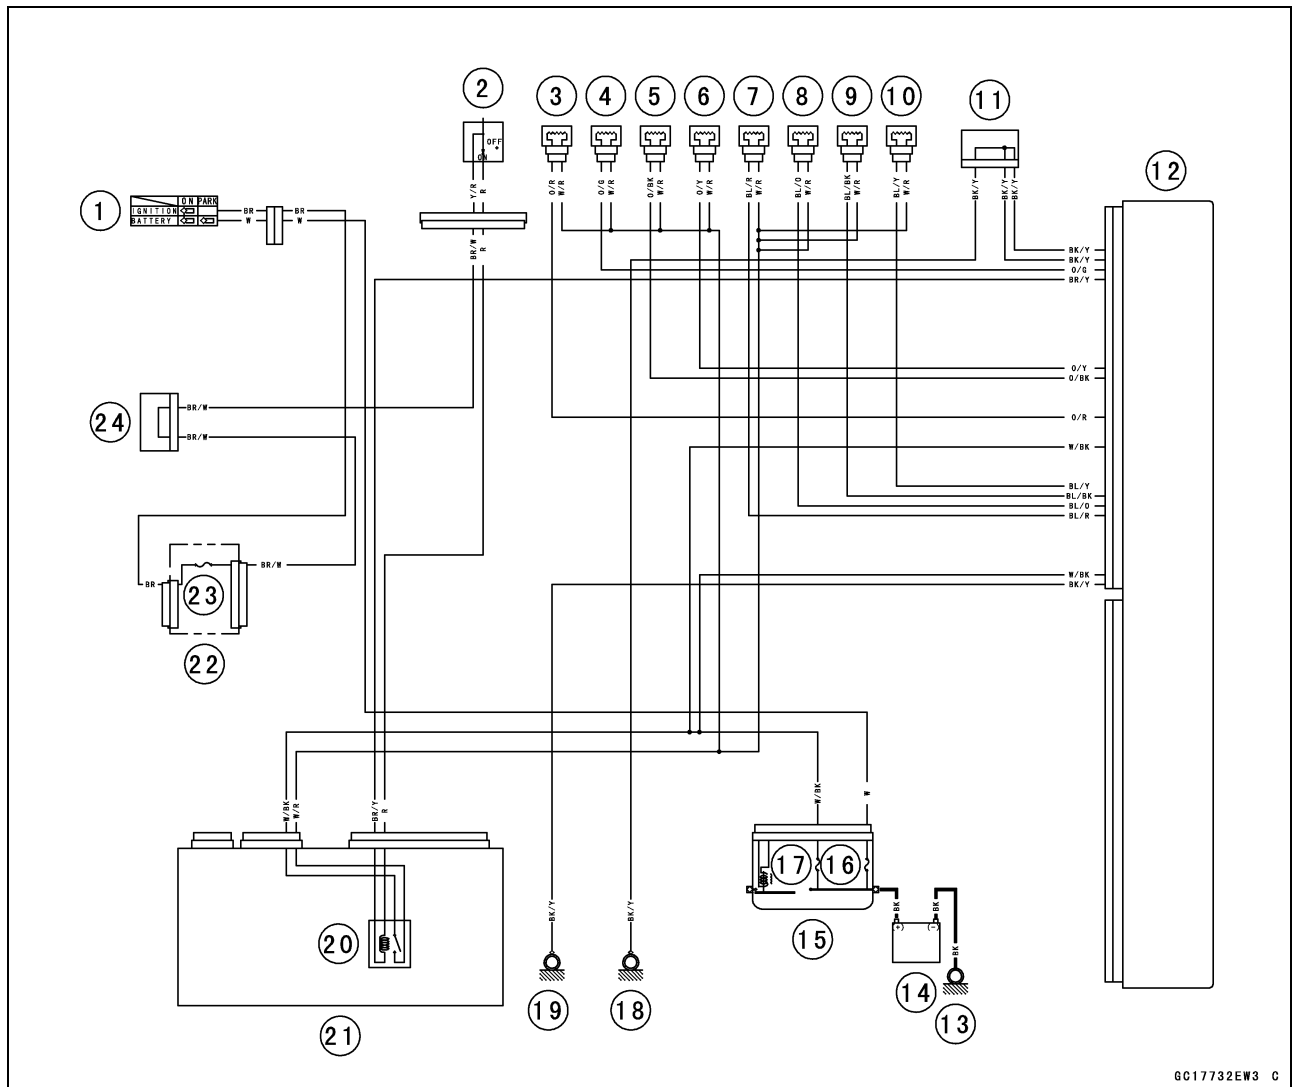 2 3 4 5 6 7 8 9 10 11
12
OFF
ON
1
ON PARK
IGNITION
BATTERY
BR BR
W W
Y/R R
O/R W/R O/G W/R O/BK W/R O/Y W/R BL/R W/R BL/O W/R BL/BK W/R BL/Y W/R
BK/Y BK/Y BK/Y
BR/W R
BK/Y
BK/Y
O/G
BR/Y
O/Y
O/BK
O/R
W/BK
BL/Y
BL/BK
BL/O
BL/R
W/BK
BK/Y
24
BR/W
BR/W
BR/W
BR
23
22
W/BK W/R BR/Y R
W/BK W
17 16
15
BK BK
(+) (-)
BK
14
13
BK/Y BK/Y
20
19 18
21
GC17732EW3 C